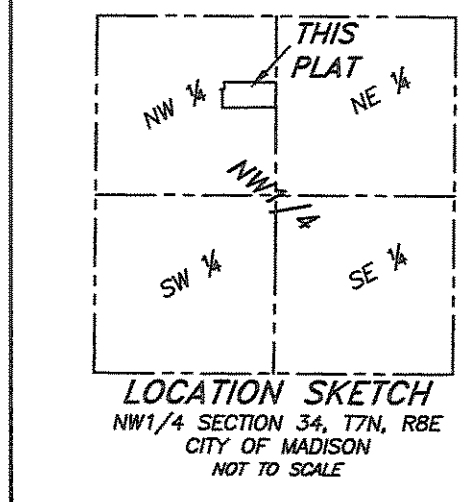 THIS
PLAT
NW ¼
NE ¼
NW1/4
SW ¼
SE ¼
LOCATION SKETCH
NW1/4 SECTION 34, T7N, R8E
CITY OF MADISON
NOT TO SCALE